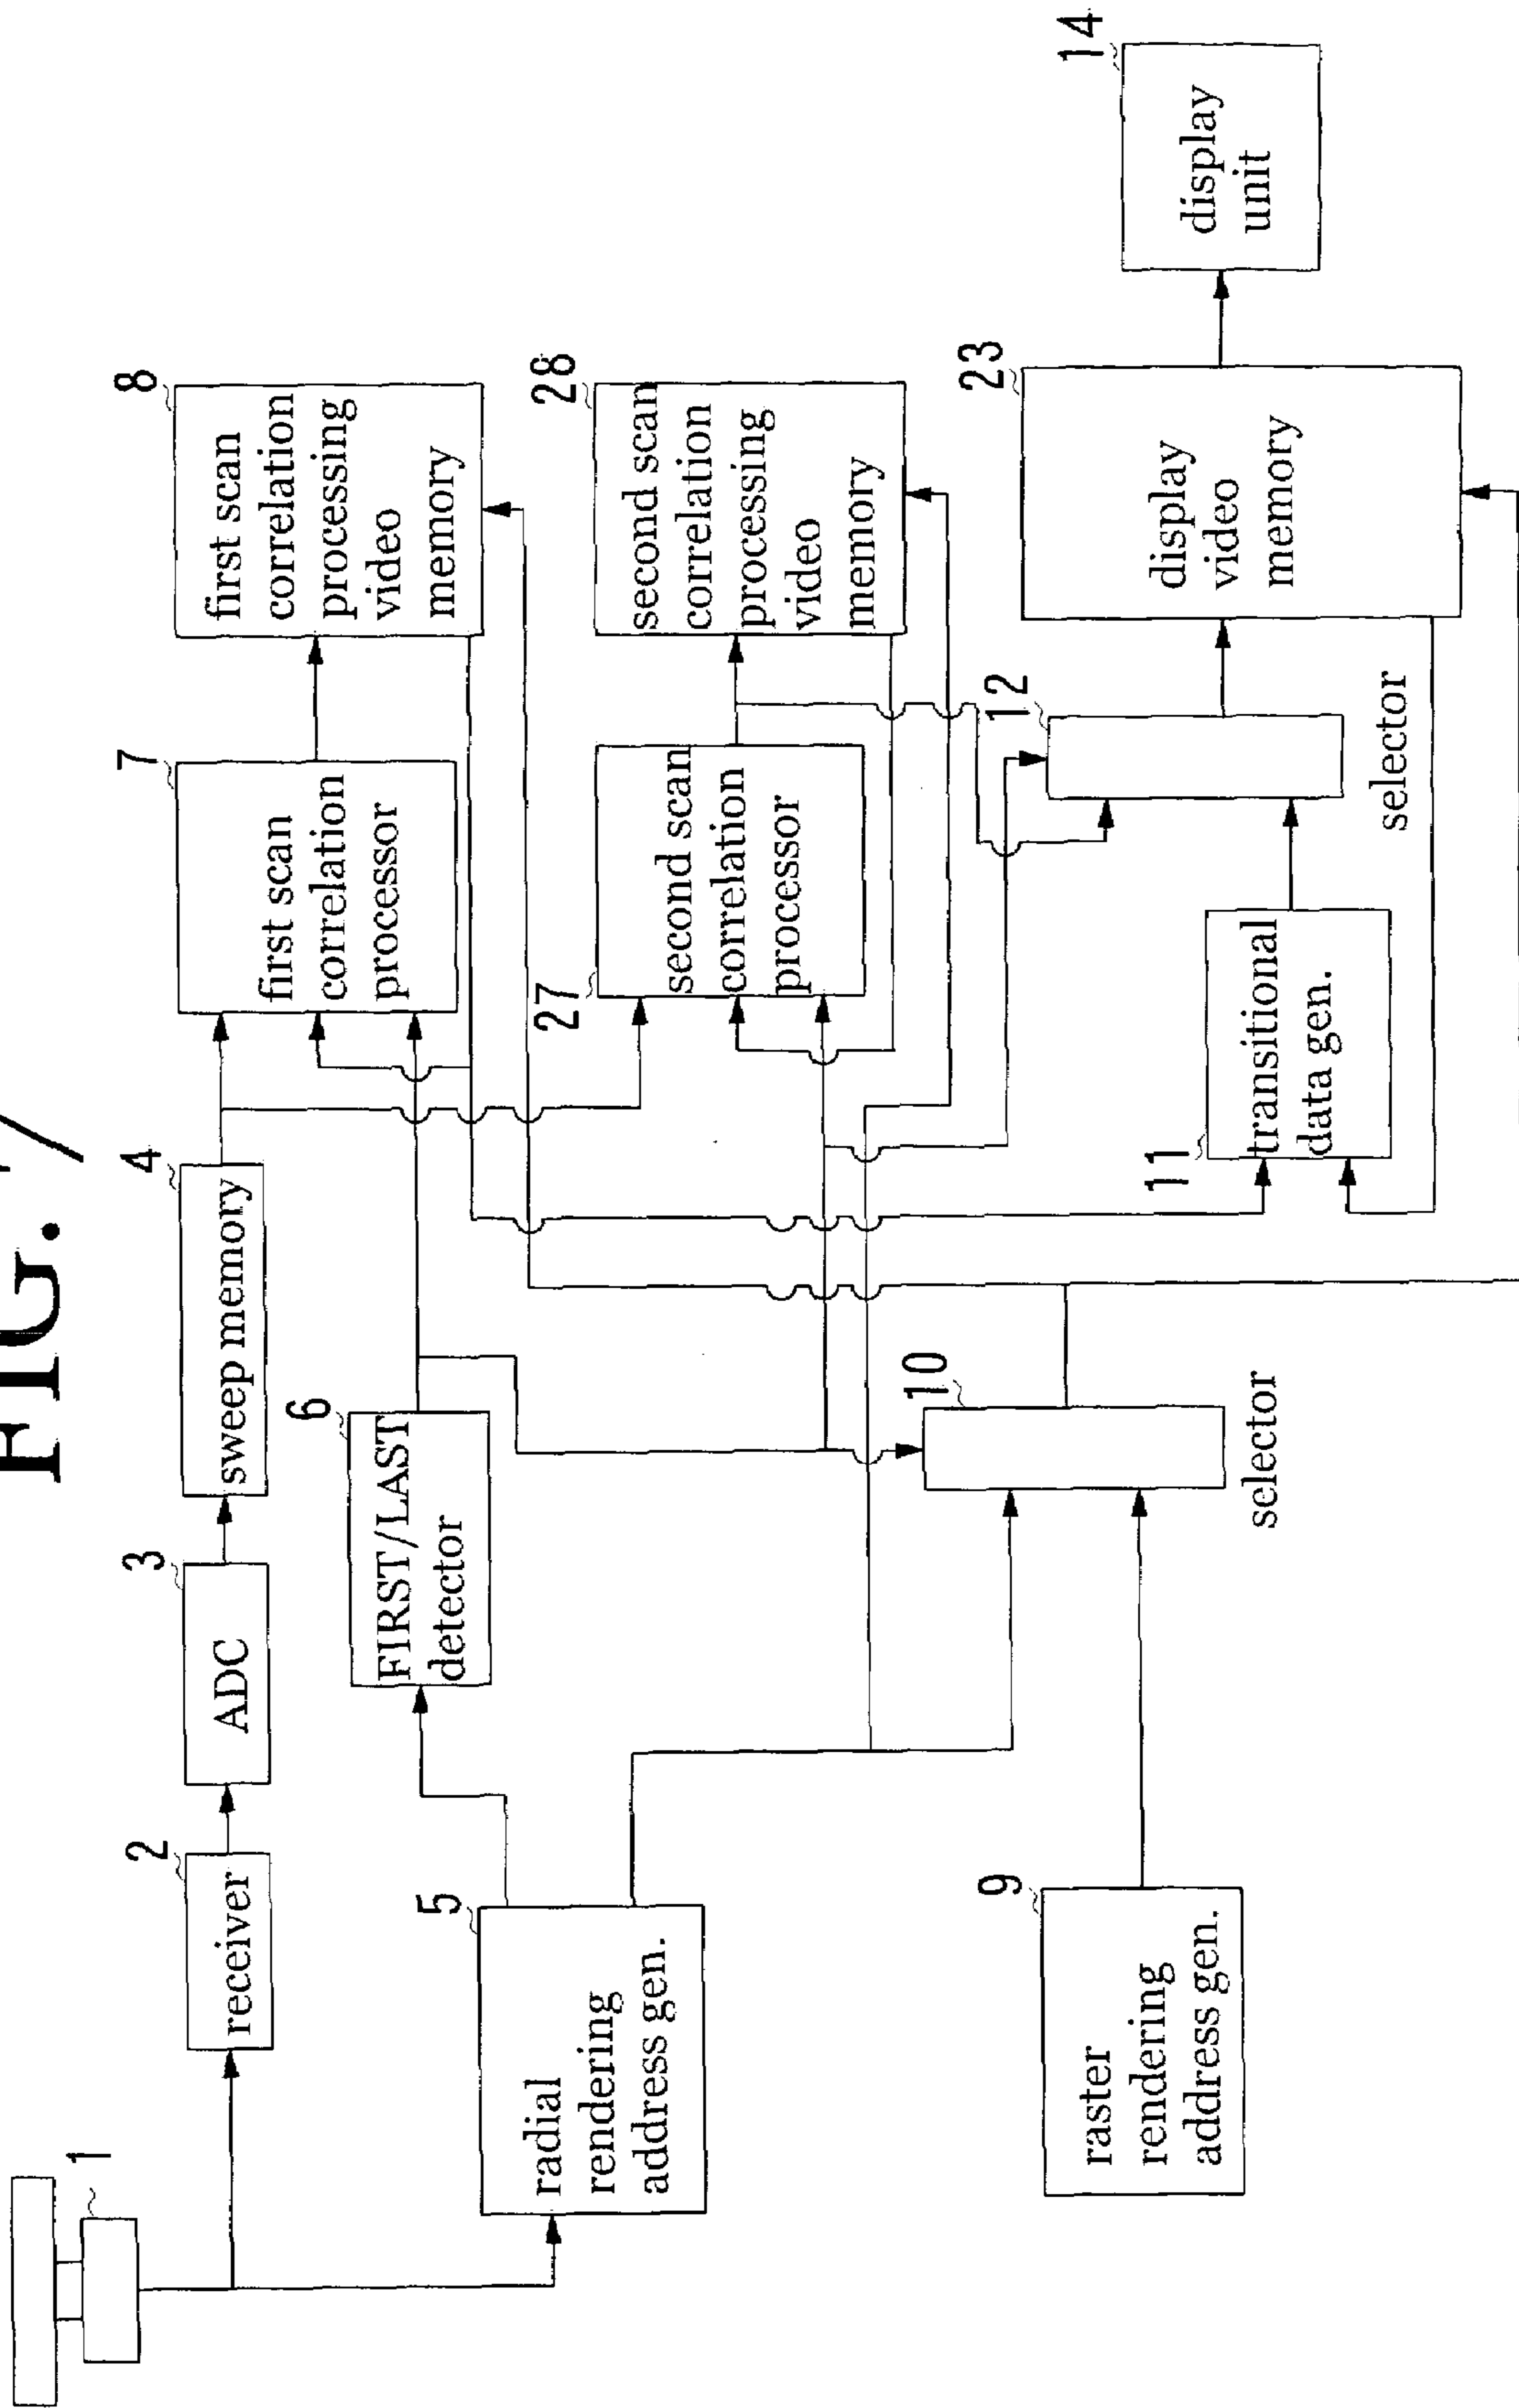 FIG. 7
1
2
receiver
3
ADC
4
sweep memory
7
first scan
correlation
processor
8
first scan
correlation
processing
video
memory
5
radial
rendering
address gen.
6
FIRST/LAST
detector
27
second scan
correlation
processor
28
second scan
correlation
processing
video
memory
9
raster
rendering
address gen.
10
selector
11
transitional
data gen.
12
selector
23
display
video
memory
14
display
unit